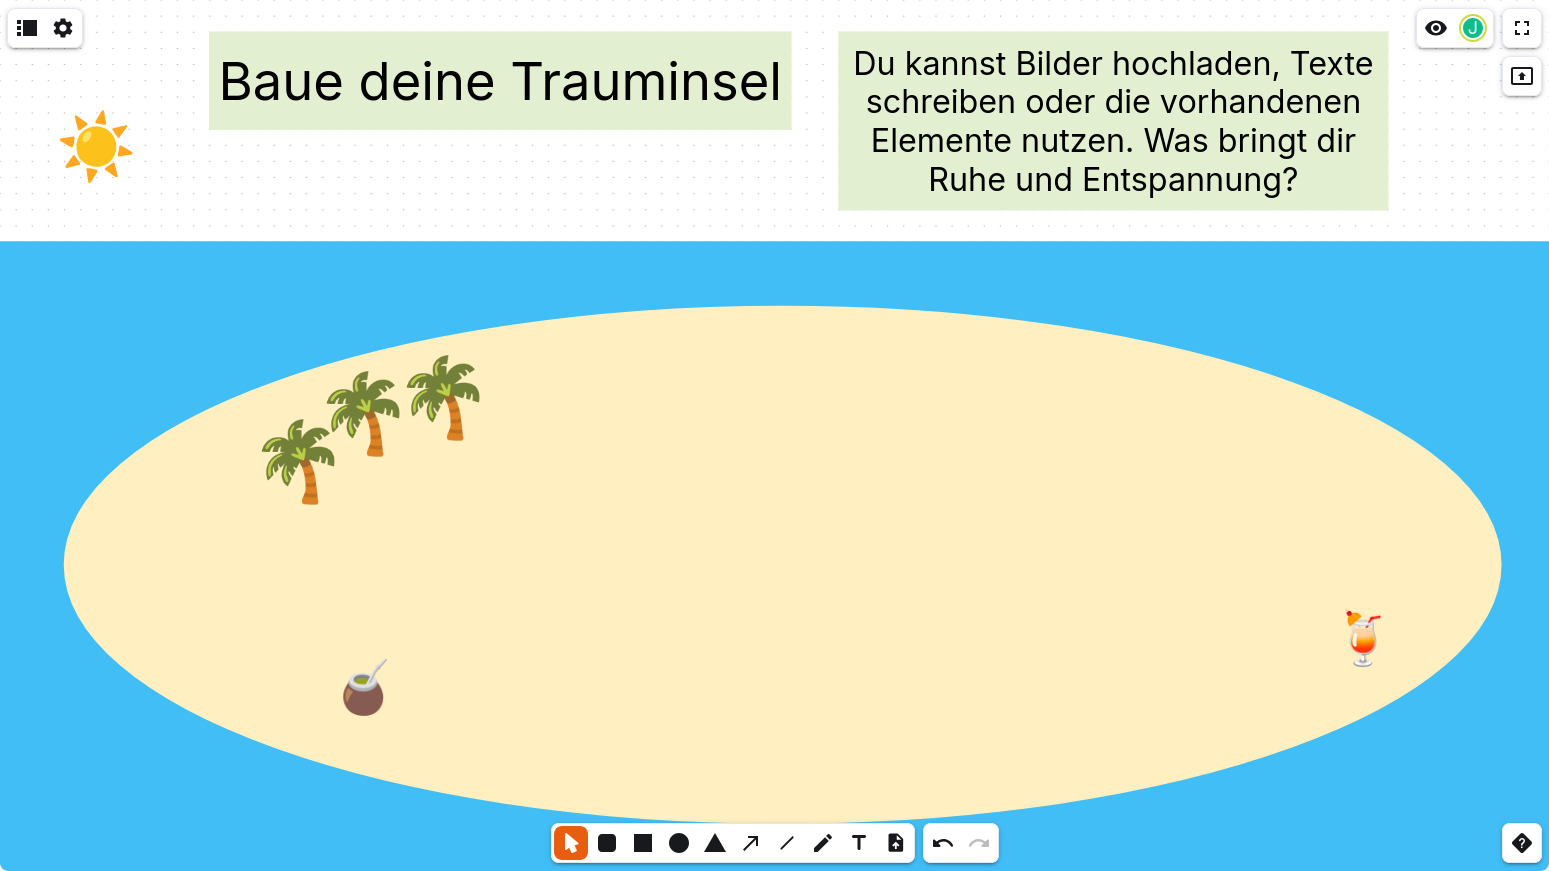 Baue deine Trauminsel
Du kannst Bilder hochladen, Texte
schreiben oder die vorhandenen
Elemente nutzen. Was bringt dir
Ruhe und Entspannung?
J
T
?